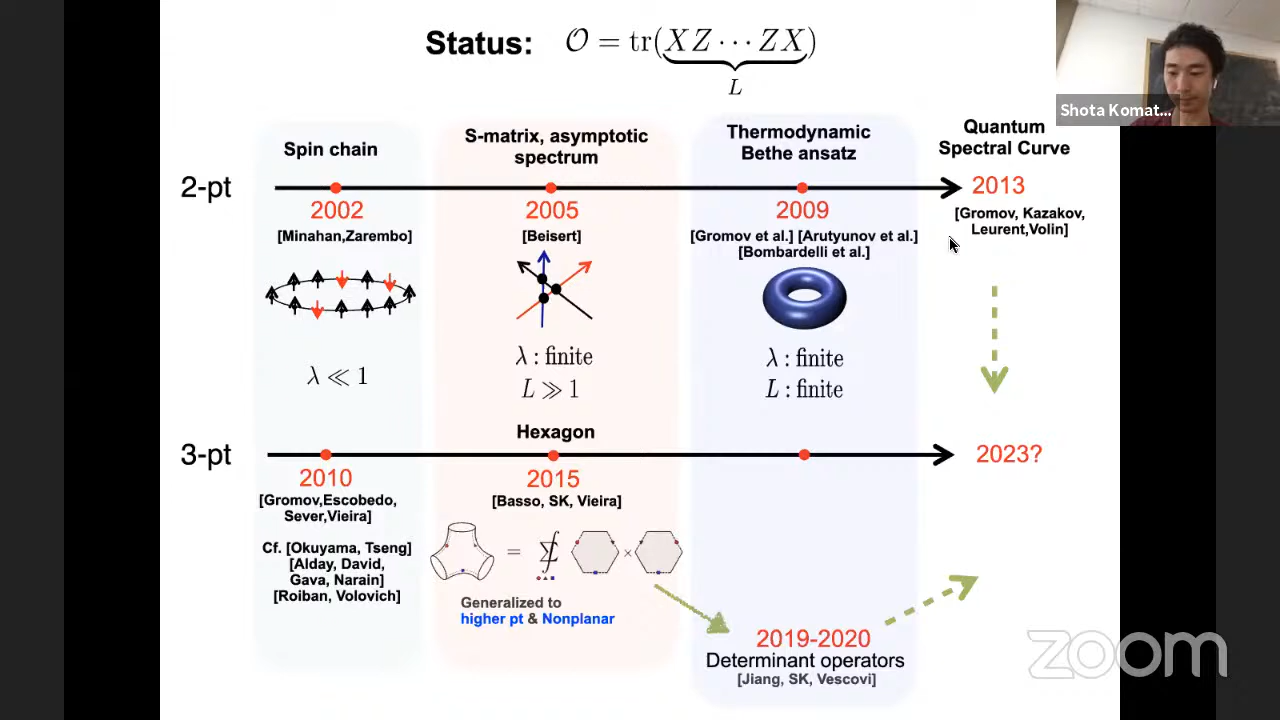 Status: 𝒪 = tr(XZ ⋯ ZX)
L
Shota Komat...
Spin chain
S-matrix, asymptotic
spectrum
Thermodynamic
Bethe ansatz
Quantum
Spectral Curve
2-pt
2002
2005
2009
2013
[Minahan,Zarembo]
[Beisert]
[Gromov et al.] [Arutyunov et al.]
[Bombardelli et al.]
[Gromov, Kazakov,
Leurent,Volin]
λ ≪ 1
λ : finite
L ≫ 1
λ : finite
L : finite
Hexagon
3-pt
2010
2015
2023?
[Gromov,Escobedo,
Sever,Vieira]
[Basso, SK, Vieira]
Cf. [Okuyama, Tseng]
[Alday, David,
Gava, Narain]
[Roiban, Volovich]
= ∑∫ ×
Generalized to
higher pt & Nonplanar
2019-2020
Determinant operators
[Jiang, SK, Vescovi]
zoom